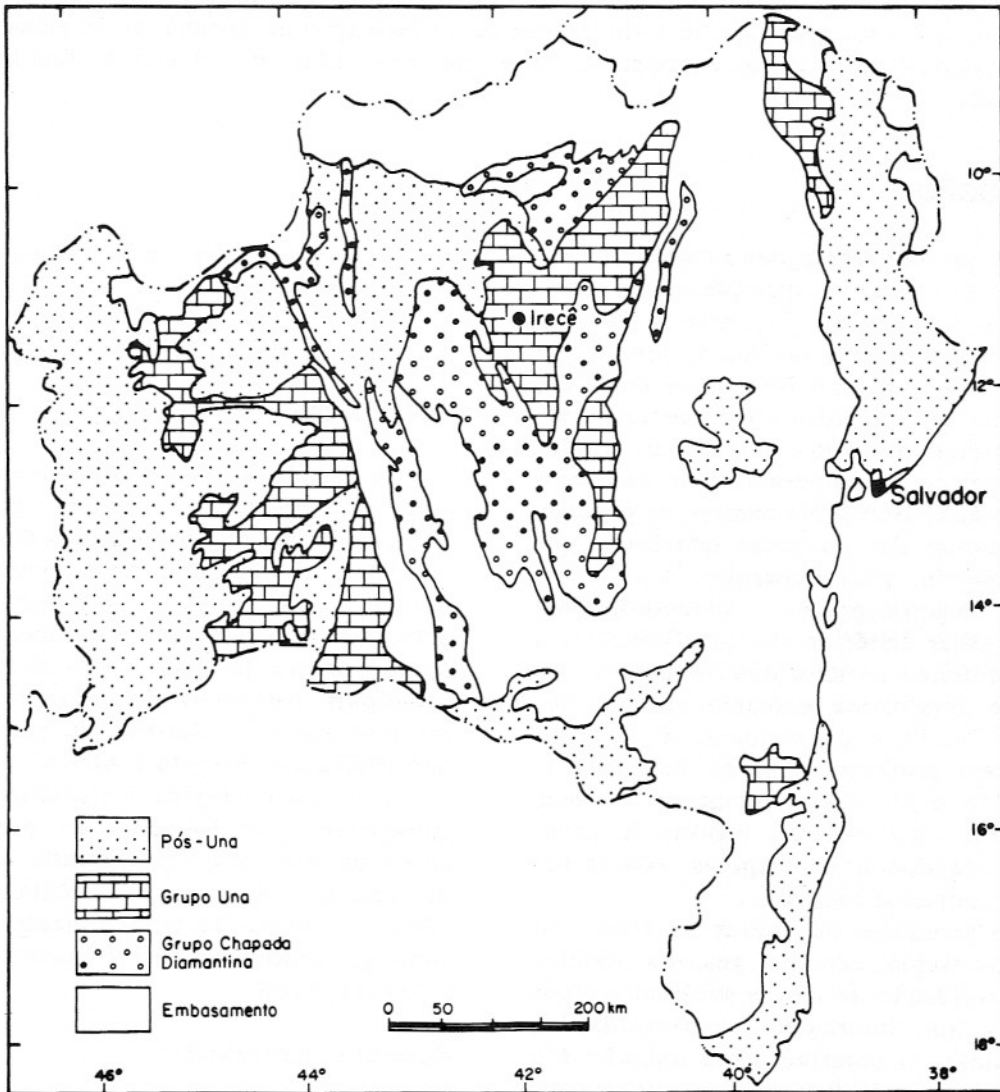 10°
Irecê
12°
Salvador
14°
16°
Pós-Una
Grupo Una
Grupo Chapada
Diamantina
Embasamento
0 50 100 200 km
18°
46° 44° 42° 40° 38°